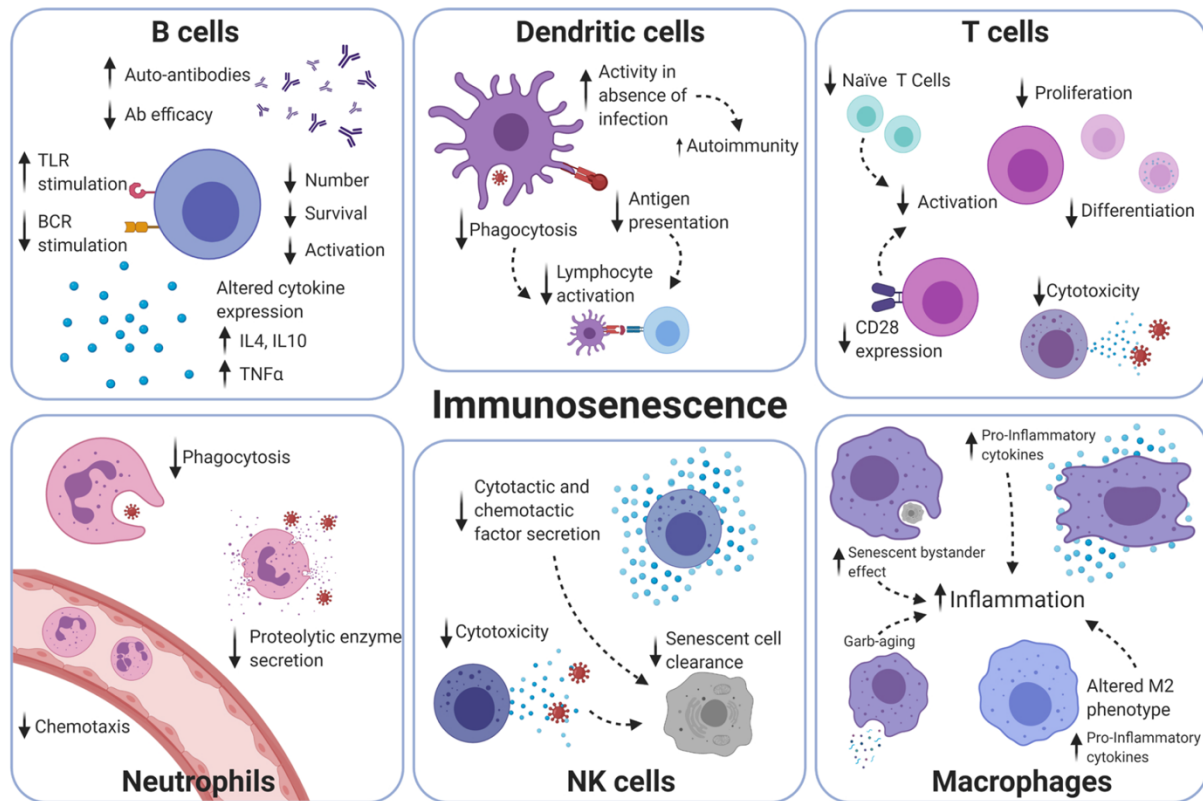 B cells
Auto-antibodies
Ab efficacy
TLR
stimulation
BCR
stimulation
Number
Survival
Activation
Altered cytokine
expression
IL4, IL10
TNFα
Dendritic cells
Activity in
absence of
infection
Autoimmunity
Phagocytosis
Antigen
presentation
Lymphocyte
activation
T cells
Naïve T Cells
Proliferation
Activation
Differentiation
CD28
expression
Cytotoxicity
Immunosenescence
Phagocytosis
Proteolytic enzyme
secretion
Chemotaxis
Neutrophils
Cytotactic and
chemotactic
factor secretion
Cytotoxicity
Senescent cell
clearance
NK cells
Pro-Inflammatory
cytokines
Senescent bystander
effect
Inflammation
Garb-aging
Altered M2
phenotype
Pro-Inflammatory
cytokines
Macrophages